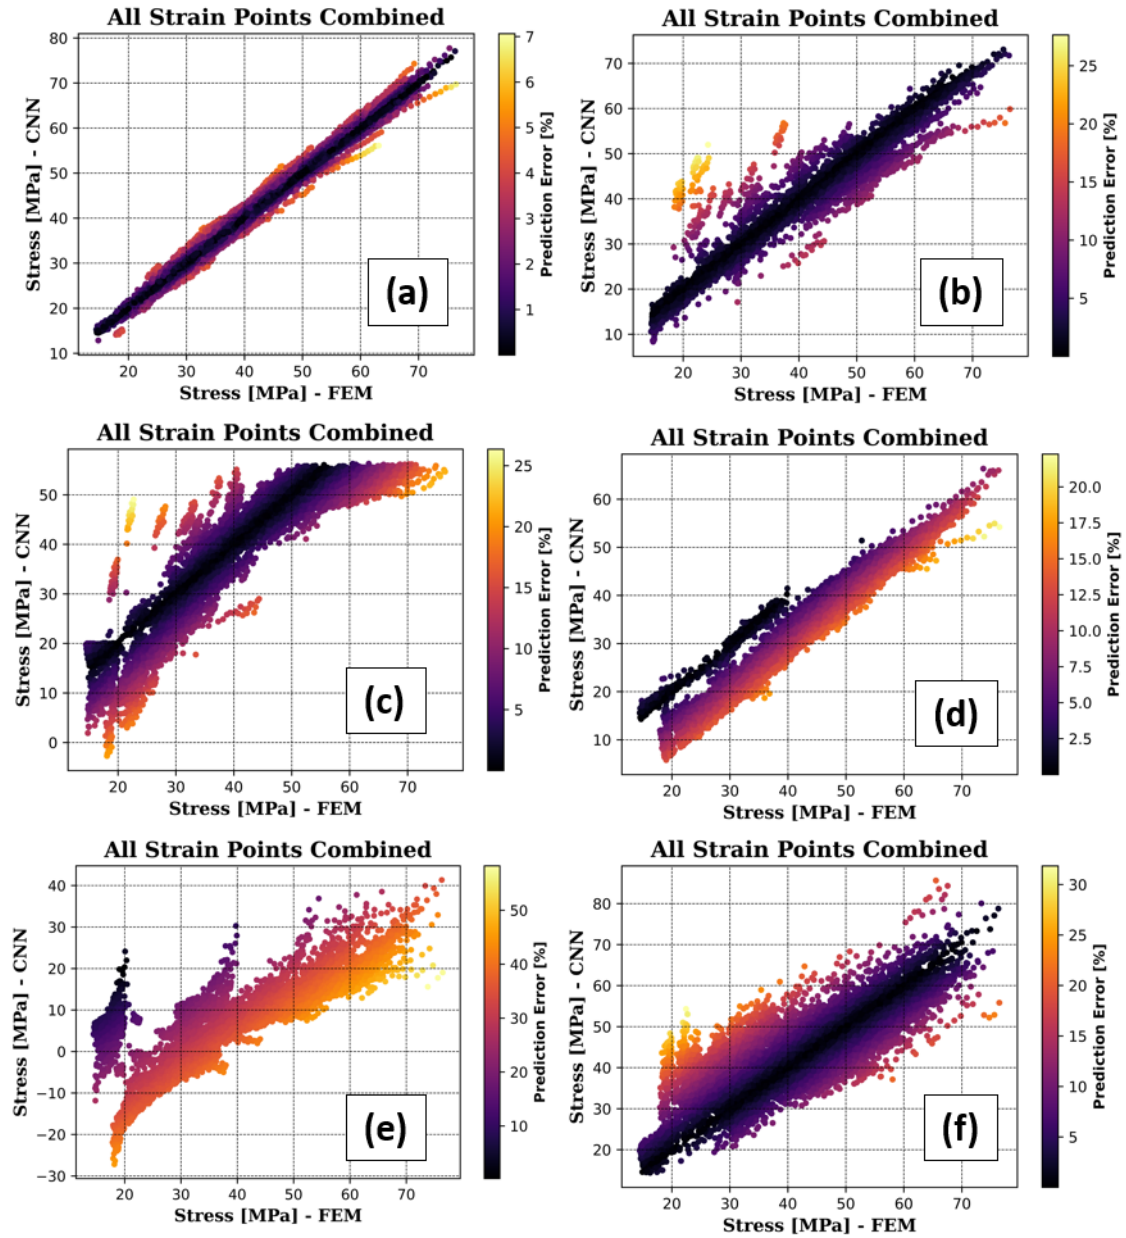 All Strain Points Combined
80
70
60
50
40
30
20
10
Stress [MPa] - CNN
20 30 40 50 60 70
Stress [MPa] - FEM
(a)
7
6
5
4
3
2
1
Prediction Error [%]
All Strain Points Combined
70
60
50
40
30
20
10
Stress [MPa] - CNN
20 30 40 50 60 70
Stress [MPa] - FEM
(b)
25
20
15
10
5
Prediction Error [%]
All Strain Points Combined
50
40
30
20
10
0
Stress [MPa] - CNN
20 30 40 50 60 70
Stress [MPa] - FEM
(c)
25
20
15
10
5
Prediction Error [%]
All Strain Points Combined
60
50
40
30
20
10
Stress [MPa] - CNN
20 30 40 50 60 70
Stress [MPa] - FEM
(d)
20.0
17.5
15.0
12.5
10.0
7.5
5.0
2.5
Prediction Error [%]
All Strain Points Combined
40
30
20
10
0
−10
−20
−30
Stress [MPa] - CNN
20 30 40 50 60 70
Stress [MPa] - FEM
(e)
50
40
30
20
10
Prediction Error [%]
All Strain Points Combined
80
70
60
50
40
30
20
Stress [MPa] - CNN
20 30 40 50 60 70
Stress [MPa] - FEM
(f)
30
25
20
15
10
5
Prediction Error [%]